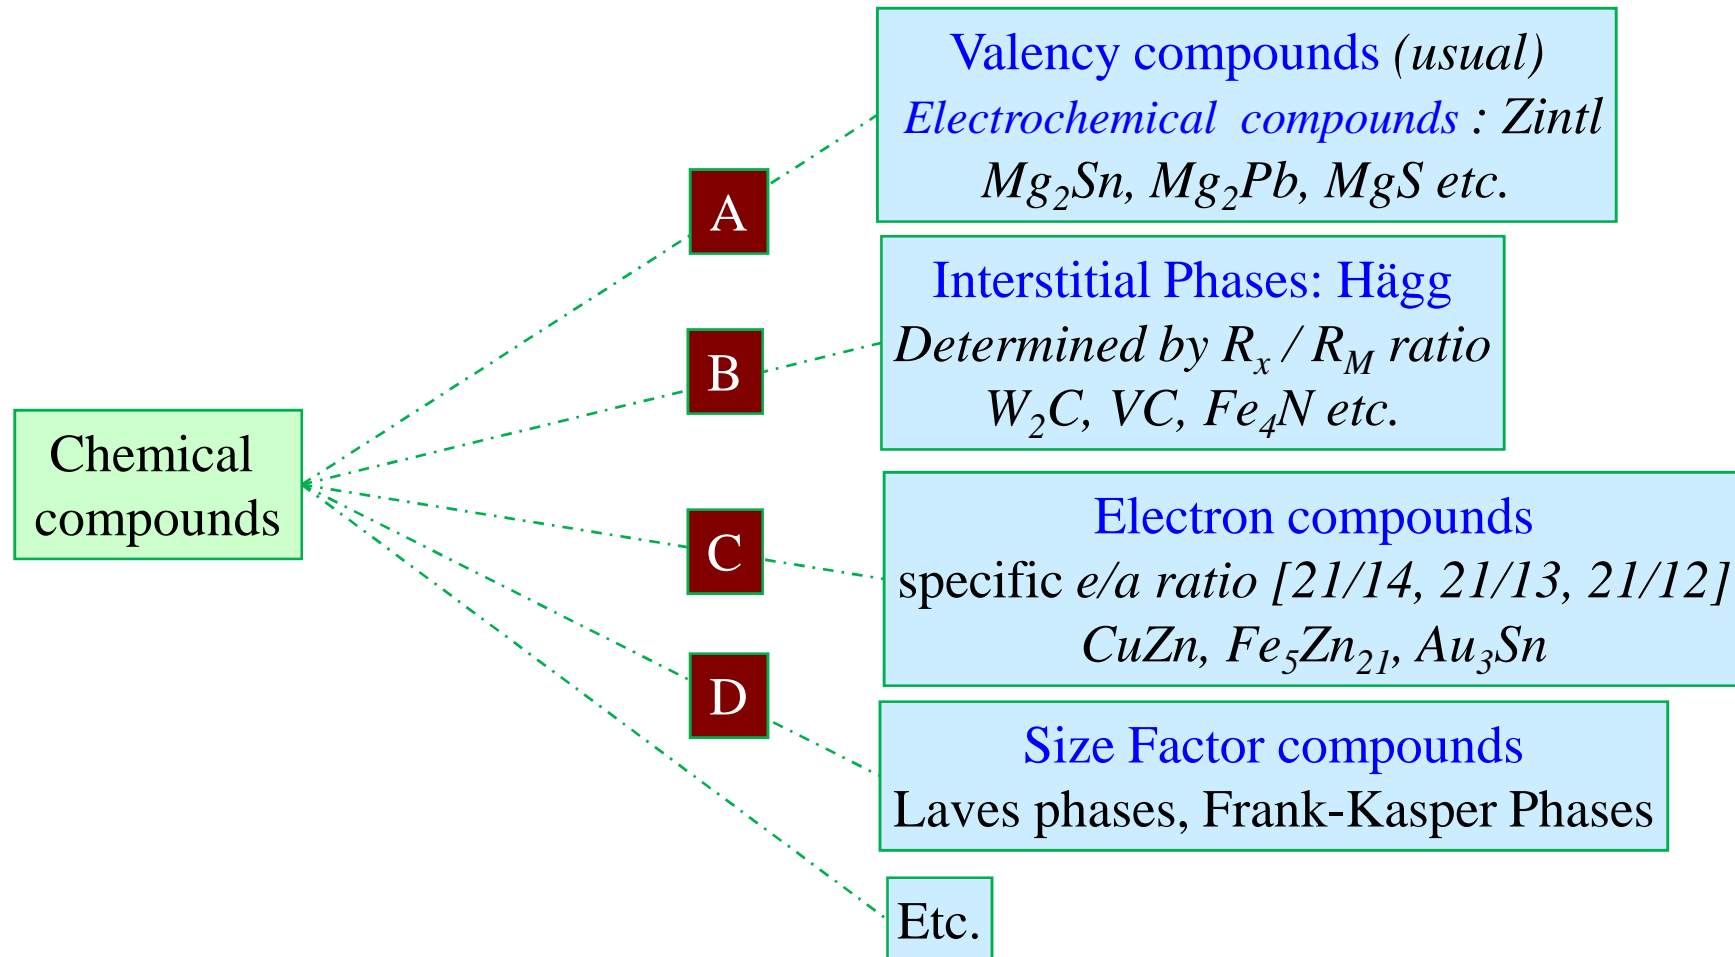 Chemical
compounds
A
Valency compounds (usual)
Electrochemical compounds : Zintl
Mg₂Sn, Mg₂Pb, MgS etc.
B
Interstitial Phases: Hägg
Determined by Rₓ / R_M ratio
W₂C, VC, Fe₄N etc.
C
Electron compounds
specific e/a ratio [21/14, 21/13, 21/12]
CuZn, Fe₅Zn₂₁, Au₃Sn
D
Size Factor compounds
Laves phases, Frank-Kasper Phases
Etc.